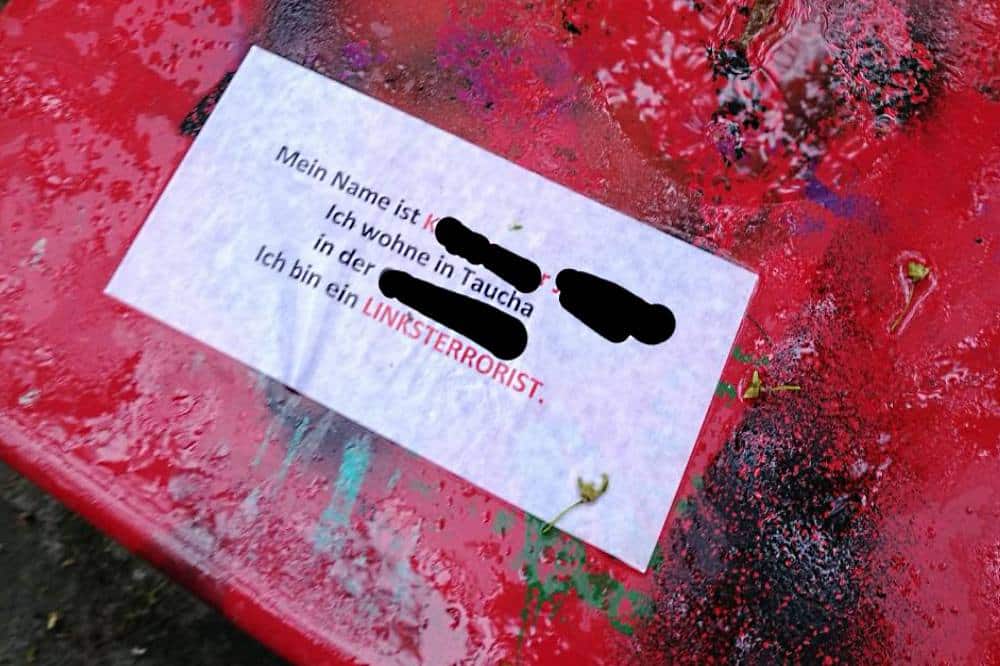 Mein Name ist
Ich wohne in Taucha
in der
Ich bin ein LINKSTERRORIST.